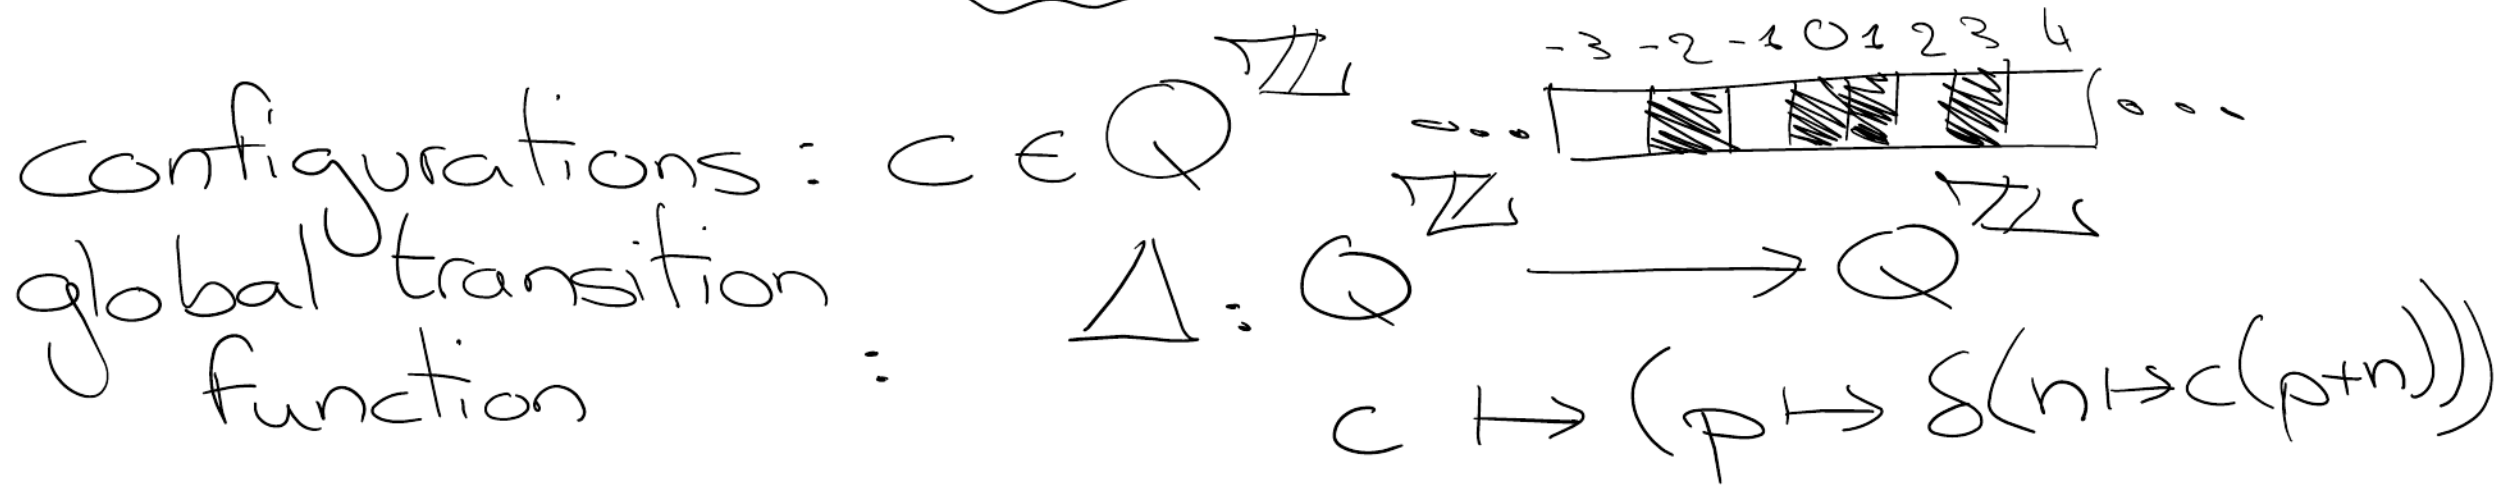 -3 -2 -1 0 1 2 3 4
configurations : c ∈ Q^ℤ ... ...
global transition
function : Δ : Q^ℤ → Q^ℤ
c ↦ (p ↦ δ(n ↦ c(p+n)))